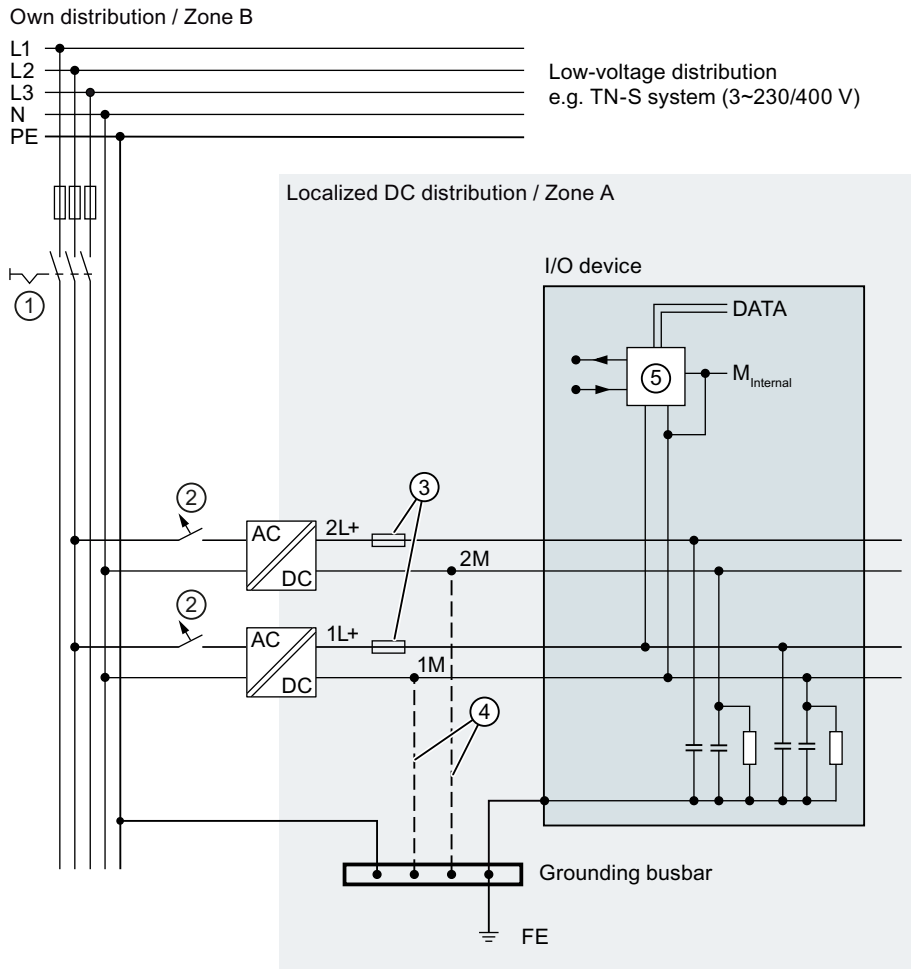 Own distribution / Zone B
L1
L2
L3
N
PE
Low-voltage distribution
e.g. TN-S system (3~230/400 V)
Localized DC distribution / Zone A
I/O device
DATA
1
5
M Internal
3
2
AC
DC
2L+
2M
2
AC
DC
1L+
1M
4
Grounding busbar
FE